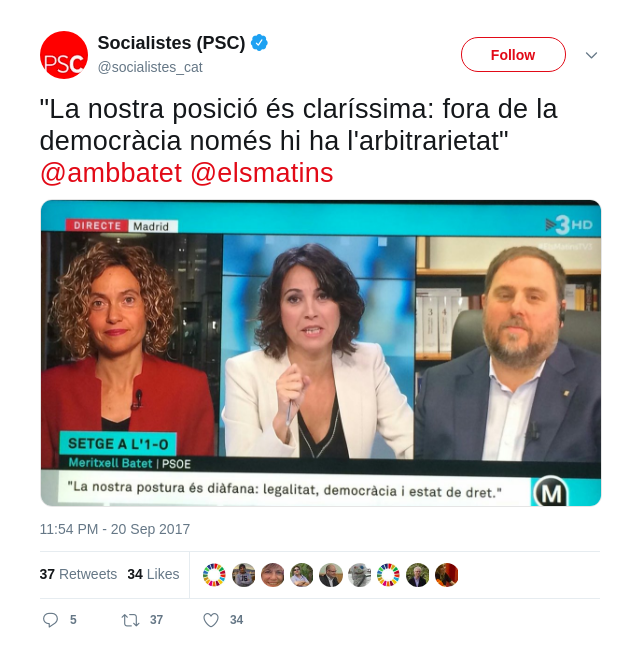 PSC
Socialistes (PSC)
@socialistes_cat
Follow
"La nostra posició és claríssima: fora de la
democràcia només hi ha l'arbitrarietat"
@ambbatet @elsmatins
DIRECTE Madrid
3HD
3 4
SETGE A L'1-O
Meritxell Batet | PSOE
"La nostra postura és diàfana: legalitat, democràcia i estat de dret."
M
11:54 PM - 20 Sep 2017
37 Retweets 34 Likes
5 37 34